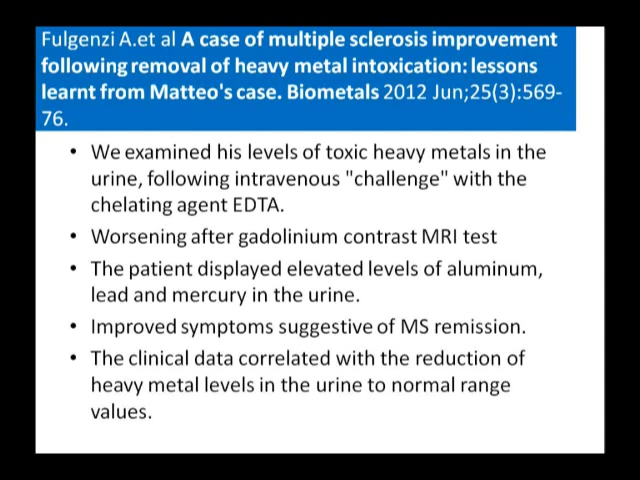 Fulgenzi A.et al A case of multiple sclerosis improvement
following removal of heavy metal intoxication: lessons
learnt from Matteo's case. Biometals 2012 Jun;25(3):569-
76.
• We examined his levels of toxic heavy metals in the
urine, following intravenous "challenge" with the
chelating agent EDTA.
• Worsening after gadolinium contrast MRI test
• The patient displayed elevated levels of aluminum,
lead and mercury in the urine.
• Improved symptoms suggestive of MS remission.
• The clinical data correlated with the reduction of
heavy metal levels in the urine to normal range
values.